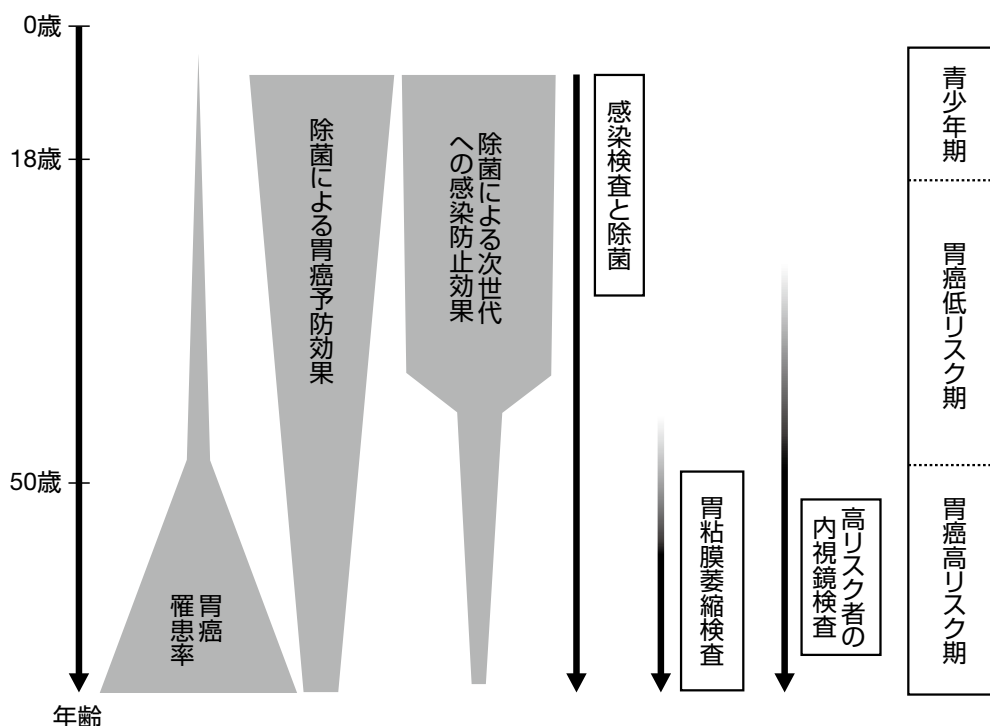 0歳
18歳
50歳
年齢
胃癌
罹患率
除菌による胃癌予防効果
除菌による次世代
への感染防止効果
感染検査と除菌
胃粘膜萎縮検査
高リスク者の
内視鏡検査
青少年期
胃癌低リスク期
胃癌高リスク期